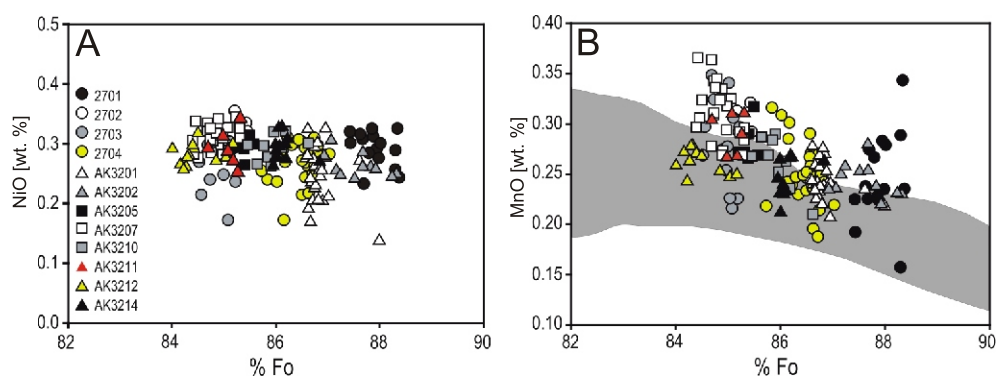 A
NiO [wt. %]
0.5
0.4
0.3
0.2
0.1
0.0
2701
2702
2703
2704
AK3201
AK3202
AK3205
AK3207
AK3210
AK3211
AK3212
AK3214
82
84
86
88
90
% Fo
B
MnO [wt. %]
0.40
0.35
0.30
0.25
0.20
0.15
0.10
82
84
86
88
90
% Fo